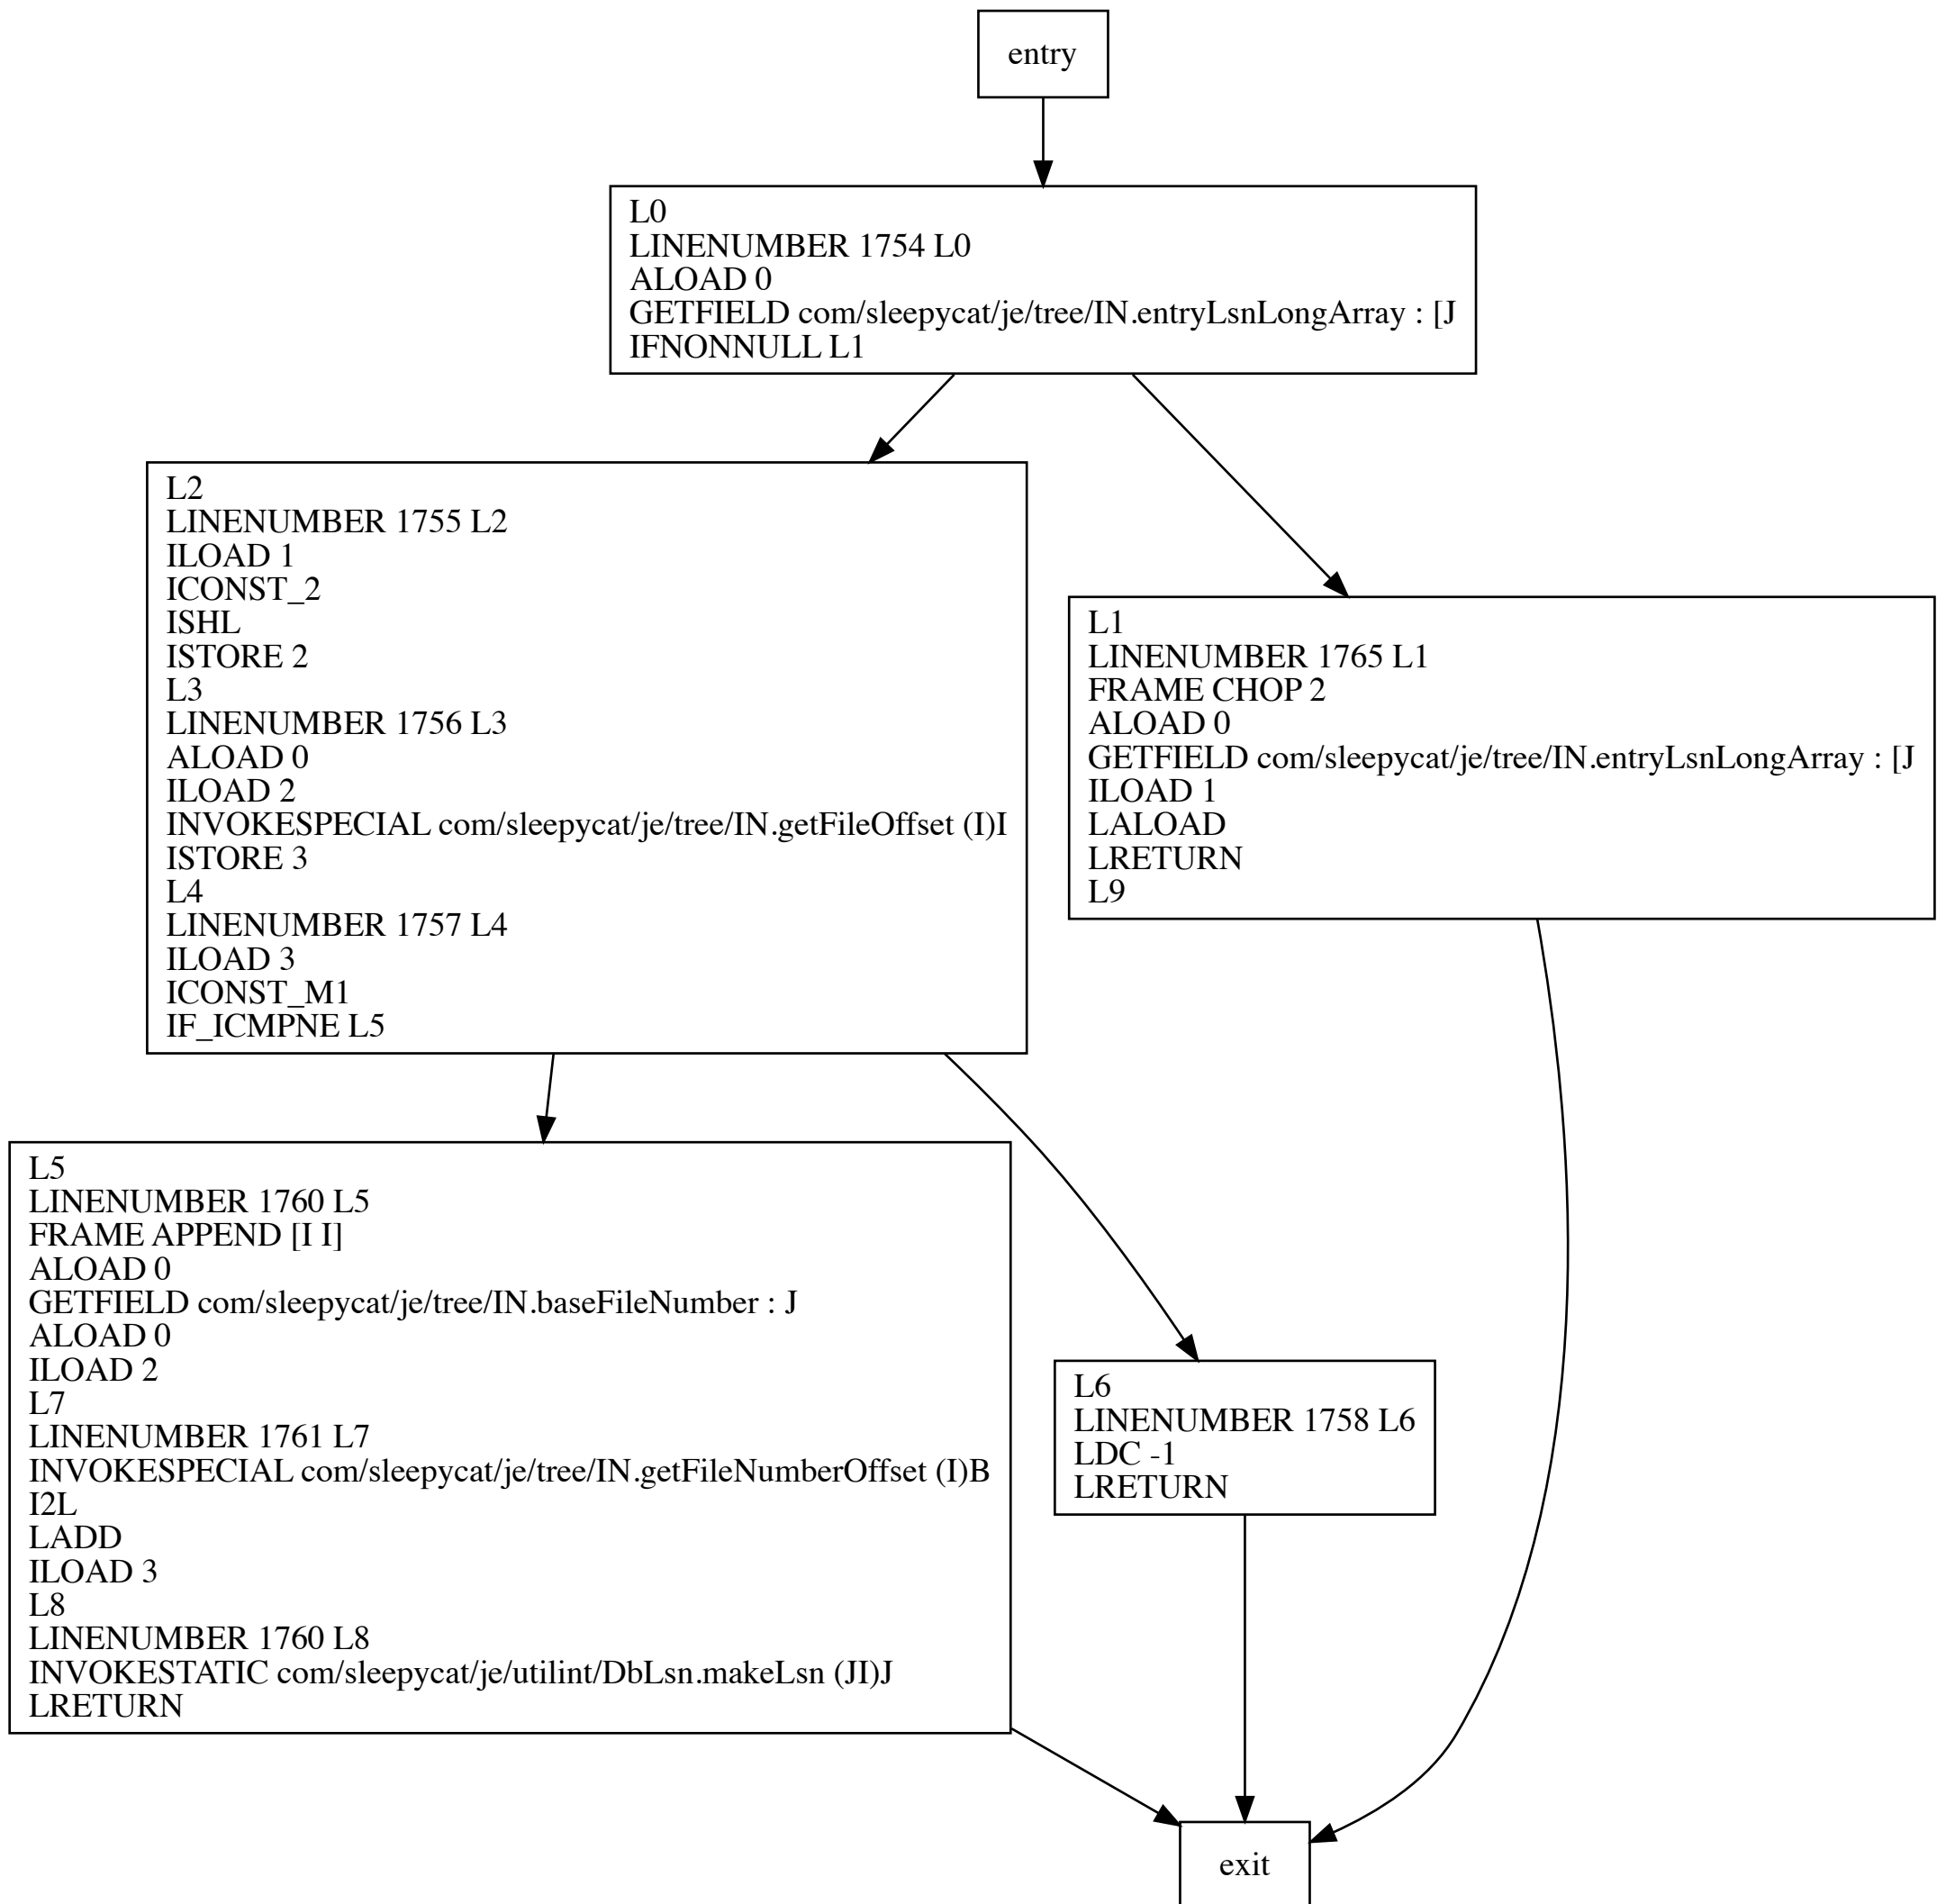 entry
L0
LINENUMBER 1754 L0
ALOAD 0
GETFIELD com/sleepycat/je/tree/IN.entryLsnLongArray : [J
IFNONNULL L1
L2
LINENUMBER 1755 L2
ILOAD 1
ICONST_2
ISHL
ISTORE 2
L3
LINENUMBER 1756 L3
ALOAD 0
ILOAD 2
INVOKESPECIAL com/sleepycat/je/tree/IN.getFileOffset (I)I
ISTORE 3
L4
LINENUMBER 1757 L4
ILOAD 3
ICONST_M1
IF_ICMPNE L5
L1
LINENUMBER 1765 L1
FRAME CHOP 2
ALOAD 0
GETFIELD com/sleepycat/je/tree/IN.entryLsnLongArray : [J
ILOAD 1
LALOAD
LRETURN
L9
L5
LINENUMBER 1760 L5
FRAME APPEND [I I]
ALOAD 0
GETFIELD com/sleepycat/je/tree/IN.baseFileNumber : J
ALOAD 0
ILOAD 2
L7
LINENUMBER 1761 L7
INVOKESPECIAL com/sleepycat/je/tree/IN.getFileNumberOffset (I)B
I2L
LADD
ILOAD 3
L8
LINENUMBER 1760 L8
INVOKESTATIC com/sleepycat/je/utilint/DbLsn.makeLsn (JI)J
LRETURN
L6
LINENUMBER 1758 L6
LDC -1
LRETURN
exit